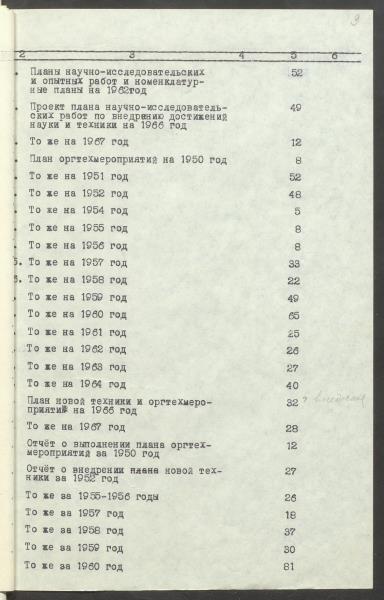 9
2 3 4 5 6
. Планы научно-исследовательских
и опытных работ и номенклатур-
ные планы на 1962год 52
. Проект плана научно-исследователь-
ских работ по внедрению достижений
науки и техники на 1966 год 49
. То же на 1967 год 12
. План оргтехмероприятий на 1950 год 8
. То же на 1951 год 52
. То же на 1952 год 48
. То же на 1954 год 5
. То же на 1955 год 8
. То же на 1956 год 8
5. То же на 1957 год 33
6. То же на 1958 год 22
. То же на 1959 год 49
. То же на 1960 год 65
. То же на 1961 год 25
. То же на 1962 год 26
. То же на 1963 год 27
. То же на 1964 год 40
План новой техники и оргтехмеро-
приятий на 1966 год 32 ?
То же на 1967 год 28
Отчёт о выполнении плана оргтех-
мероприятий за 1950 год 12
Отчёт о внедрении плана новой тех-
ники за 1952 год 27
То же за 1955-1956 годы 26
То же за 1957 год 18
То же за 1958 год 37
То же за 1959 год 30
То же за 1960 год 81